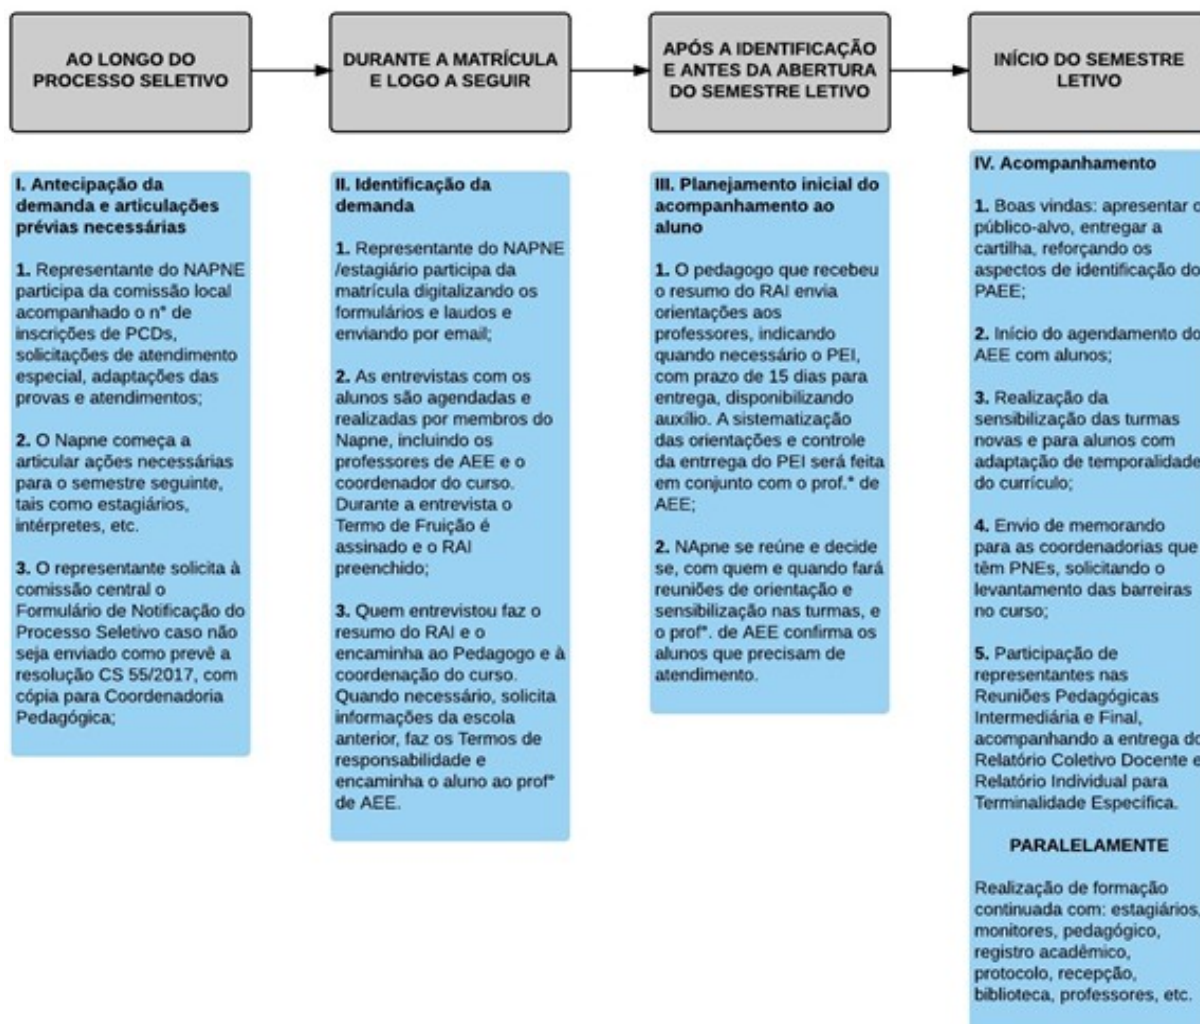 AO LONGO DO
PROCESSO SELETIVO
DURANTE A MATRÍCULA
E LOGO A SEGUIR
APÓS A IDENTIFICAÇÃO
E ANTES DA ABERTURA
DO SEMESTRE LETIVO
INÍCIO DO SEMESTRE
LETIVO
I. Antecipação da
demanda e articulações
prévias necessárias
1. Representante do NAPNE
participa da comissão local
acompanhado o n° de
inscrições de PCDs,
solicitações de atendimento
especial, adaptações das
provas e atendimentos;
2. O Napne começa a
articular ações necessárias
para o semestre seguinte,
tais como estagiários,
intérpretes, etc.
3. O representante solicita à
comissão central o
Formulário de Notificação do
Processo Seletivo caso não
seja enviado como prevê a
resolução CS 55/2017, com
cópia para Coordenadoria
Pedagógica;
II. Identificação da
demanda
1. Representante do NAPNE
/estagiário participa da
matrícula digitalizando os
formulários e laudos e
enviando por email;
2. As entrevistas com os
alunos são agendadas e
realizadas por membros do
Napne, incluindo os
professores de AEE e o
coordenador do curso.
Durante a entrevista o
Termo de Fruição é
assinado e o RAI
preenchido;
3. Quem entrevistou faz o
resumo do RAI e o
encaminha ao Pedagogo e à
coordenação do curso.
Quando necessário, solicita
informações da escola
anterior, faz os Termos de
responsabilidade e
encaminha o aluno ao prof°
de AEE.
III. Planejamento inicial do
acompanhamento ao
aluno
1. O pedagogo que recebeu
o resumo do RAI envia
orientações aos
professores, indicando
quando necessário o PEI,
com prazo de 15 dias para
entrega, disponibilizando
auxílio. A sistematização
das orientações e controle
da entrrega do PEI será feita
em conjunto com o prof.° de
AEE;
2. NApne se reúne e decide
se, com quem e quando fará
reuniões de orientação e
sensibilização nas turmas, e
o prof°. de AEE confirma os
alunos que precisam de
atendimento.
IV. Acompanhamento
1. Boas vindas: apresentar o
público-alvo, entregar a
cartilha, reforçando os
aspectos de identificação do
PAEE;
2. Início do agendamento do
AEE com alunos;
3. Realização da
sensibilização das turmas
novas e para alunos com
adaptação de temporalidade
do currículo;
4. Envio de memorando
para as coordenadorias que
têm PNEs, solicitando o
levantamento das barreiras
no curso;
5. Participação de
representantes nas
Reuniões Pedagógicas
Intermediária e Final,
acompanhando a entrega do
Relatório Coletivo Docente e
Relatório Individual para
Terminalidade Específica.
PARALELAMENTE
Realização de formação
continuada com: estagiários,
monitores, pedagógico,
registro acadêmico,
protocolo, recepção,
biblioteca, professores, etc.